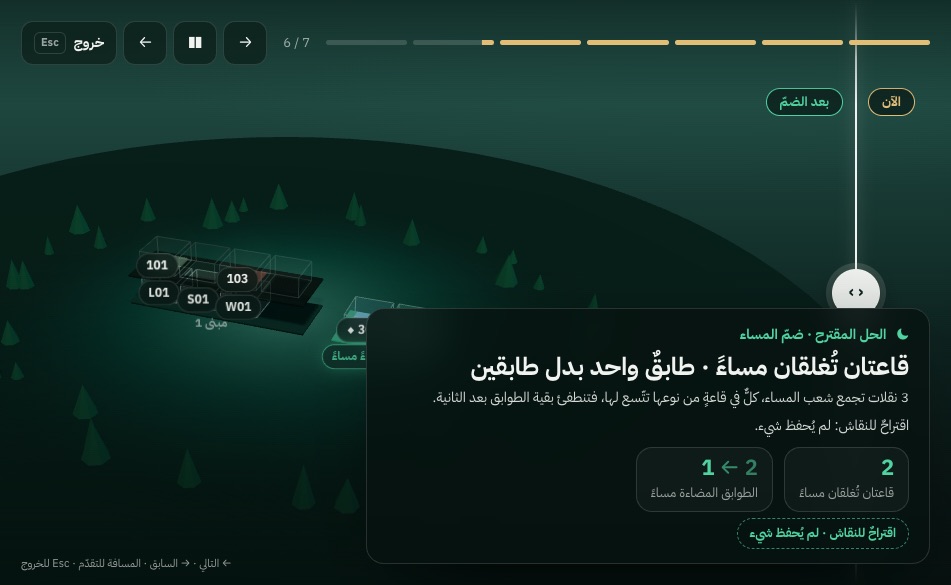 خروج Esc
6 / 7
الآن
بعد الضمّ
101
103
L01
S01
W01
مبنى 1
الحل المقترح · ضمّ المساء
قاعتان تُغلقان مساءً · طابقٌ واحد بدل طابقين
3 نقلات تجمع شعب المساء، كلٌّ في قاعةٍ من نوعها تتّسع لها، فتنطفئ بقية الطوابق بعد الثانية.
اقتراحٌ للنقاش: لم يُحفظ شيء.
2
قاعتان تُغلقان مساءً
2 ← 1
الطوابق المضاءة مساءً
اقتراحٌ للنقاش · لم يُحفظ شيء
← التالي · → السابق · المسافة للتقدّم · Esc للخروج